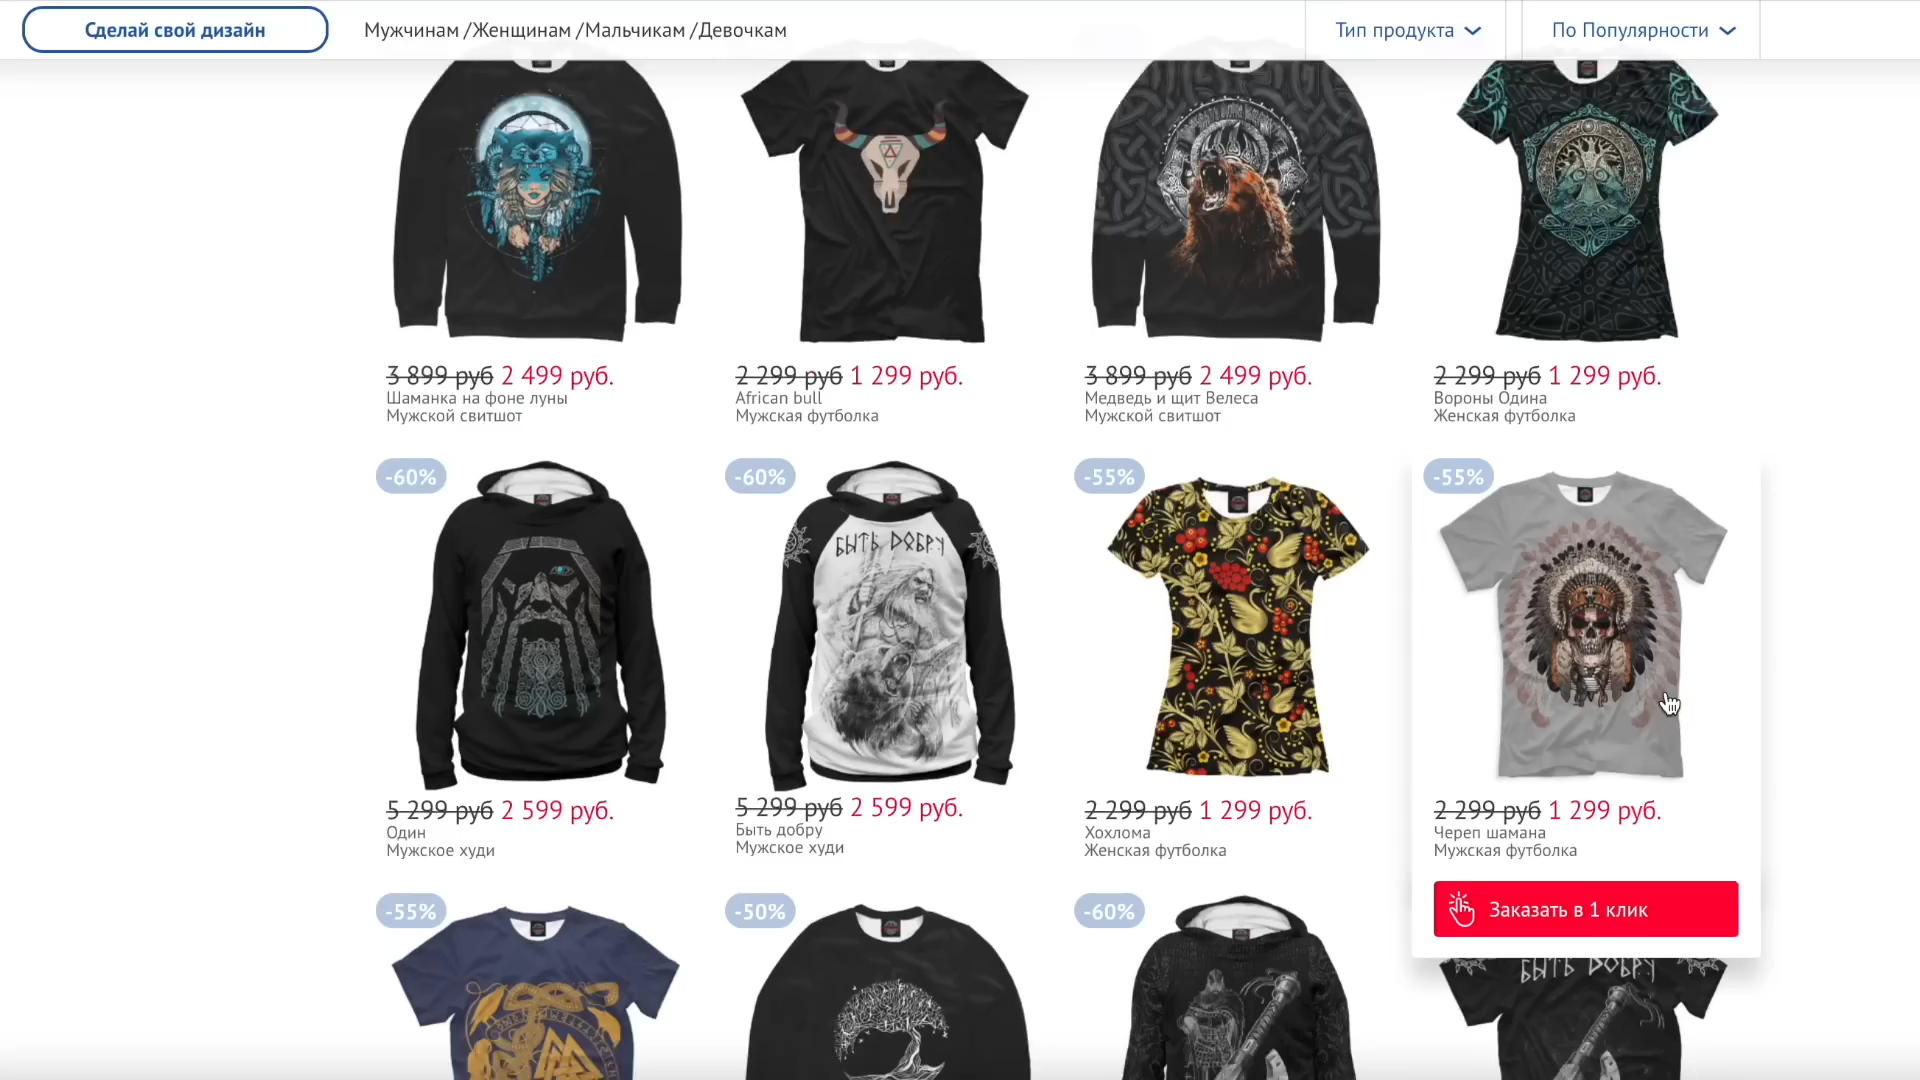 Сделай свой дизайн
Мужчинам /Женщинам /Мальчикам /Девочкам
Тип продукта
По Популярности
3 899 руб 2 499 руб.
Шаманка на фоне луны
Мужской свитшот
2 299 руб 1 299 руб.
African bull
Мужская футболка
3 899 руб 2 499 руб.
Медведь и щит Велеса
Мужской свитшот
2 299 руб 1 299 руб.
Вороны Одина
Женская футболка
-60%
5 299 руб 2 599 руб.
Один
Мужское худи
-60%
БЫТЬ ДОБРУ
5 299 руб 2 599 руб.
Быть добру
Мужское худи
-55%
2 299 руб 1 299 руб.
Хохлома
Женская футболка
-55%
2 299 руб 1 299 руб.
Череп шамана
Мужская футболка
Заказать в 1 клик
-55%
-50%
-60%
БЫТЬ ДОБРУ